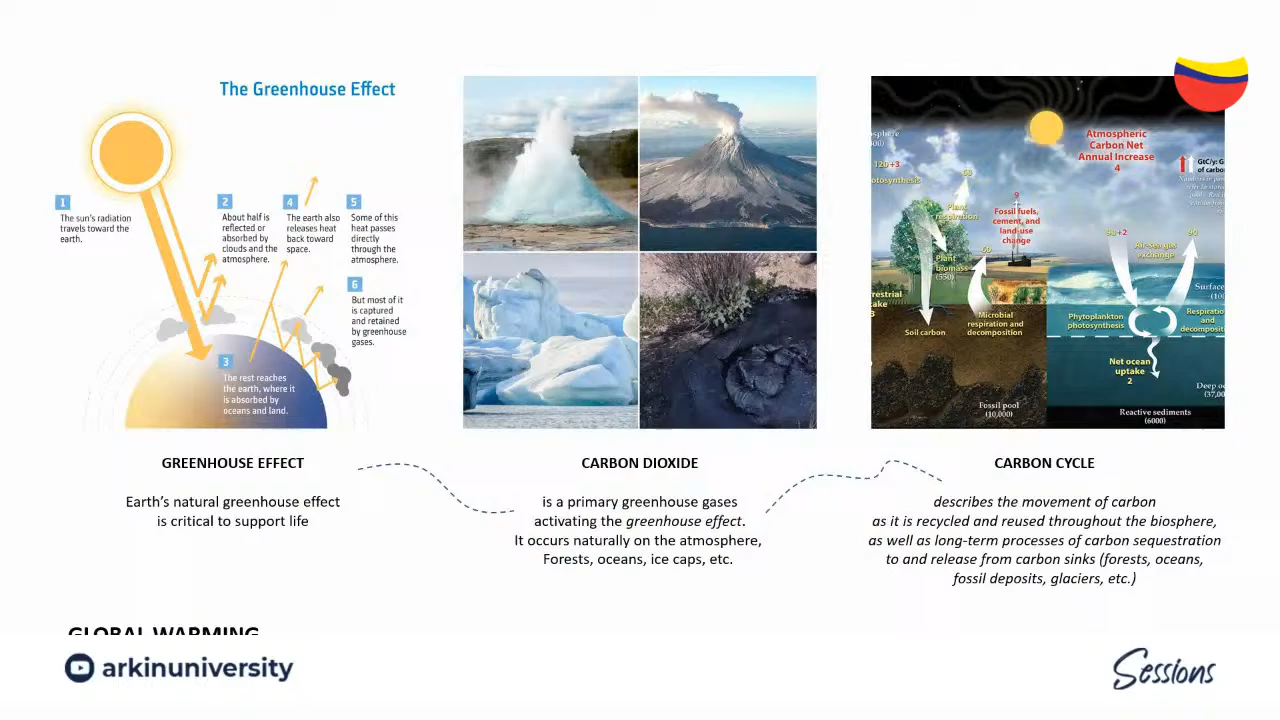 The Greenhouse Effect
1
The sun's radiation
travels toward the
earth.
2
About half is
reflected or
absorbed by
clouds and the
atmosphere.
3
The rest reaches
the earth, where it
is absorbed by
oceans and land.
4
The earth also
releases heat
back toward
space.
5
Some of this
heat passes
directly
through the
atmosphere.
6
But most of it
is captured
and retained
by greenhouse
gases.
Atmospheric
Carbon Net
Annual Increase
4
120+3
60
Plant
respiration
9
Fossil fuels,
cement, and
land-use
change
Plant
biomass
(550)
60
Soil carbon
Microbial
respiration and
decomposition
Fossil pool
(10,000)
90+2
90
Air-sea gas
exchange
Phytoplankton
photosynthesis
Net ocean
uptake
2
Reactive sediments
(6000)
GREENHOUSE EFFECT
Earth's natural greenhouse effect
is critical to support life
CARBON DIOXIDE
is a primary greenhouse gases
activating the greenhouse effect.
It occurs naturally on the atmosphere,
Forests, oceans, ice caps, etc.
CARBON CYCLE
describes the movement of carbon
as it is recycled and reused throughout the biosphere,
as well as long-term processes of carbon sequestration
to and release from carbon sinks (forests, oceans,
fossil deposits, glaciers, etc.)
GLOBAL WARMING
arkinuniversity
Sessions